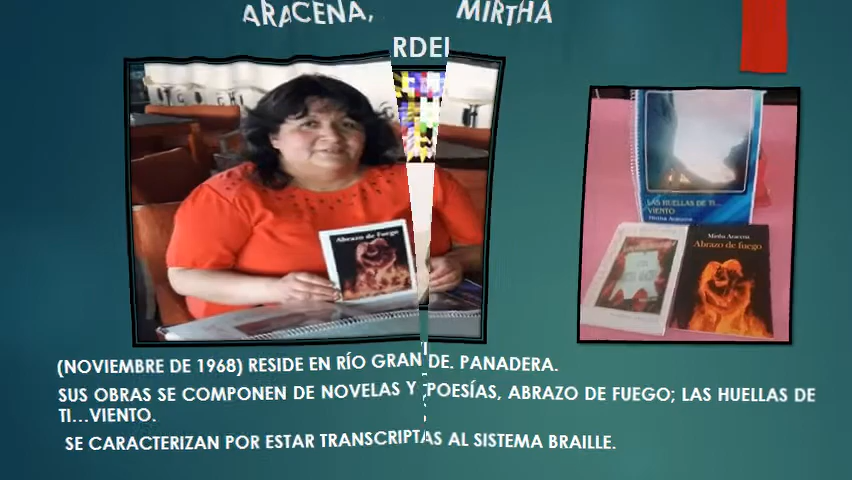 ARACENA, MIRTHA
Abrazo de Fuego
LAS HUELLAS DE TI...
VIENTO
Mirtha Aracena
Mirtha Aracena
Abrazo de fuego
(NOVIEMBRE DE 1968) RESIDE EN RÍO GRANDE. PANADERA.
SUS OBRAS SE COMPONEN DE NOVELAS Y POESÍAS, ABRAZO DE FUEGO; LAS HUELLAS DE
TI...VIENTO.
SE CARACTERIZAN POR ESTAR TRANSCRIPTAS AL SISTEMA BRAILLE.